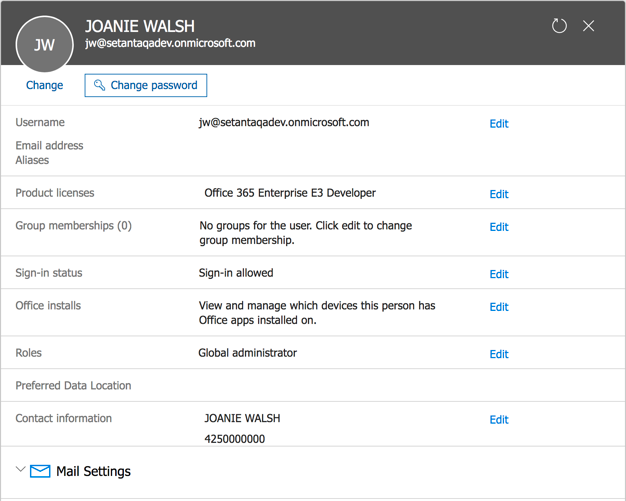 JW
JOANIE WALSH
jw@setantaqadev.onmicrosoft.com
Change
Change password
Username
jw@setantaqadev.onmicrosoft.com
Edit
Email address
Aliases
Product licenses
Office 365 Enterprise E3 Developer
Edit
Group memberships (0)
No groups for the user. Click edit to change
group membership.
Edit
Sign-in status
Sign-in allowed
Edit
Office installs
View and manage which devices this person has
Office apps installed on.
Edit
Roles
Global administrator
Edit
Preferred Data Location
Contact information
JOANIE WALSH
Edit
4250000000
Mail Settings